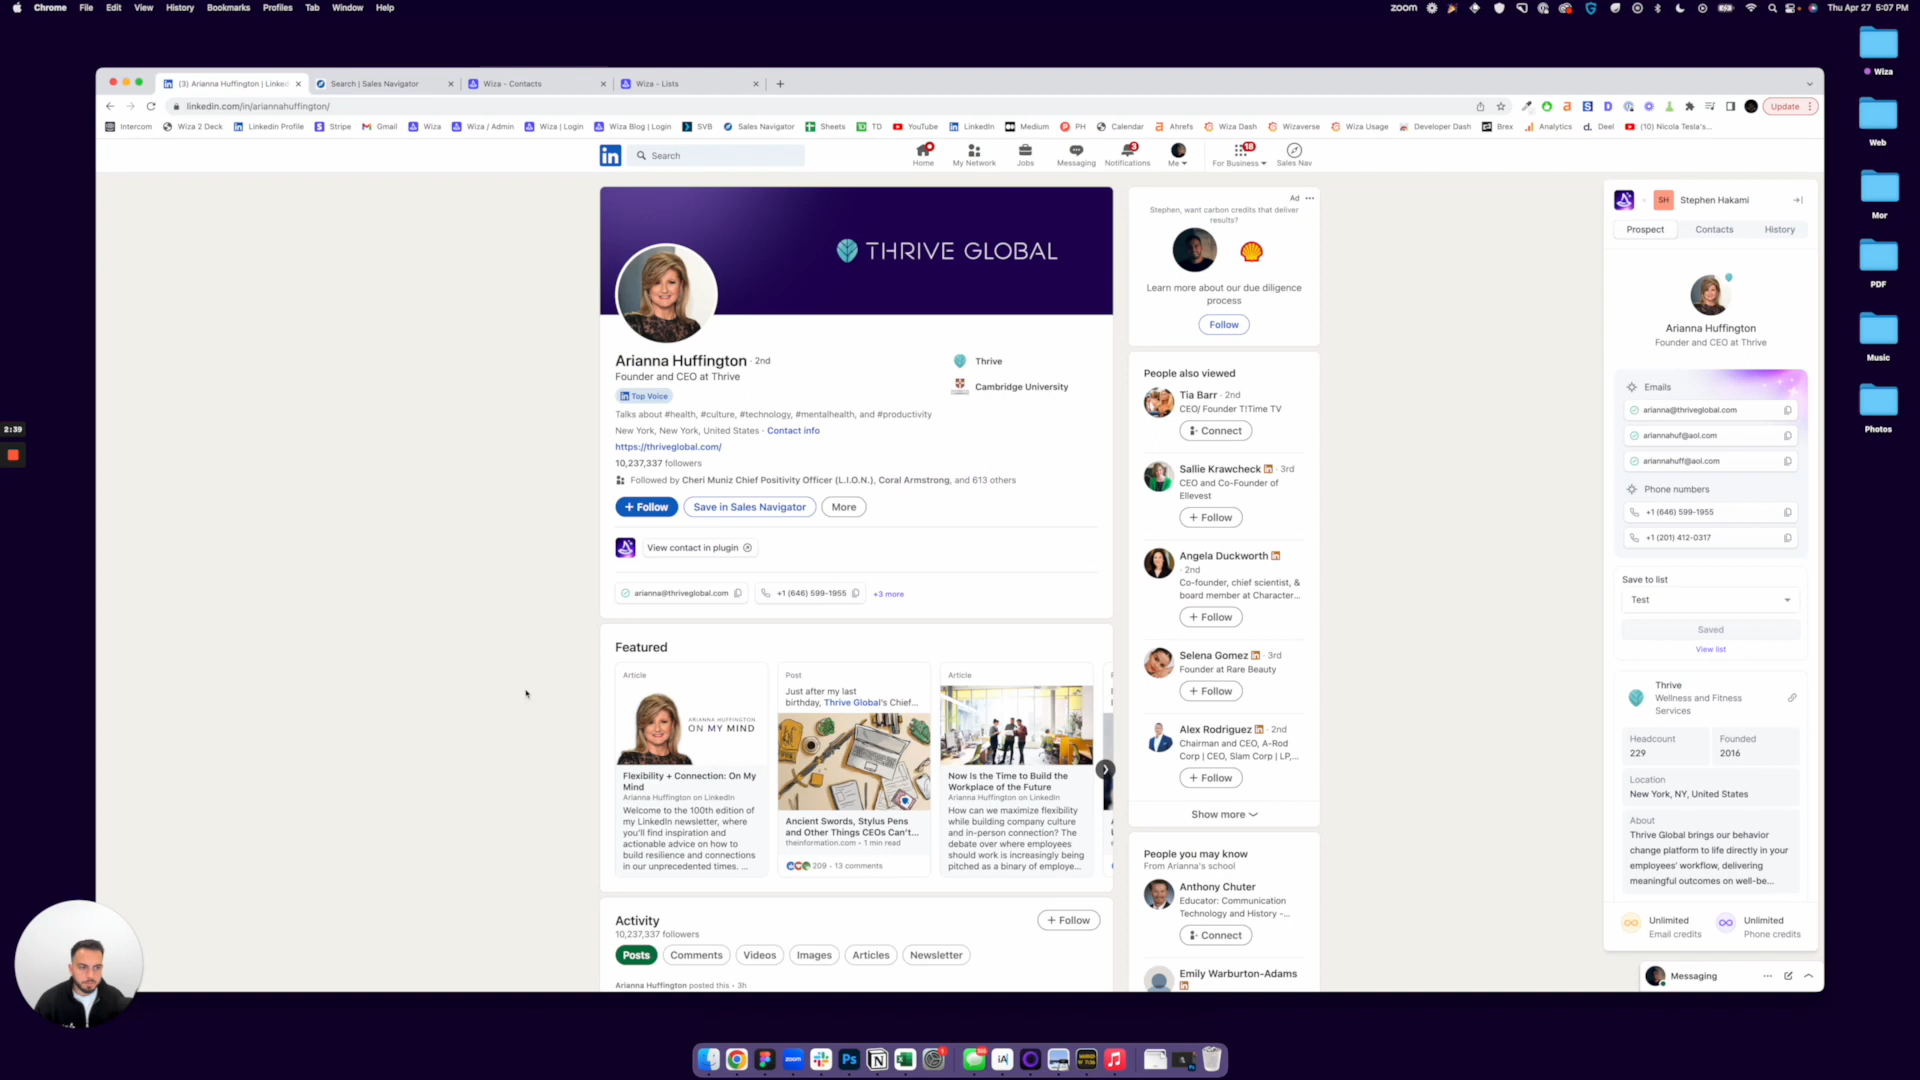 Chrome File Edit View History Bookmarks Profiles Tab Window Help
zoom Thu Apr 27 5:07 PM
(3) Arianna Huffington | Linked
Search | Sales Navigator
Wiza - Contacts
Wiza - Lists
linkedin.com/in/ariannahuffington/
Update
Intercom Wiza 2 Deck Linkedin Profile Stripe Gmail Wiza Wiza / Admin Wiza | Login Wiza Blog | Login SVB Sales Navigator Sheets TD YouTube LinkedIn Medium PH Calendar Ahrefs Wiza Dash Wizaverse Wiza Usage Developer Dash Brex Analytics Deel (10) Nicola Tesla's...
Search
Home
My Network
Jobs
Messaging
3
Notifications
Me
18
For Business
Sales Nav
THRIVE GLOBAL
Arianna Huffington · 2nd
Founder and CEO at Thrive
Top Voice
Talks about #health, #culture, #technology, #mentalhealth, and #productivity
New York, New York, United States · Contact info
https://thriveglobal.com/
10,237,337 followers
Followed by Cheri Muniz Chief Positivity Officer (L.I.O.N.), Coral Armstrong, and 613 others
Thrive
Cambridge University
+ Follow
Save in Sales Navigator
More
View contact in plugin
arianna@thriveglobal.com
+1 (646) 599-1955
+3 more
Featured
Article
ARIANNA HUFFINGTON
ON MY MIND
Flexibility + Connection: On My
Mind
Arianna Huffington on LinkedIn
Welcome to the 100th edition of
my LinkedIn newsletter, where
you'll find inspiration and
actionable advice on how to
build resilience and connections
in our unprecedented times. ...
Post
Just after my last
birthday, Thrive Global's Chief...
Ancient Swords, Stylus Pens
and Other Things CEOs Can't...
theinformation.com • 1 min read
209 • 13 comments
Article
Now Is the Time to Build the
Workplace of the Future
Arianna Huffington on LinkedIn
How can we maximize flexibility
while building company culture
and in-person connection? The
debate over where employees
should work is increasingly being
pitched as a binary of employe...
Activity
10,237,337 followers
+ Follow
Posts
Comments
Videos
Images
Articles
Newsletter
Arianna Huffington posted this • 3h
Ad
Stephen, want carbon credits that deliver
results?
Learn more about our due diligence
process
Follow
People also viewed
Tia Barr · 2nd
CEO/ Founder T!Time TV
Connect
Sallie Krawcheck · 3rd
CEO and Co-Founder of
Ellevest
+ Follow
Angela Duckworth
· 2nd
Co-founder, chief scientist, &
board member at Character...
+ Follow
Selena Gomez · 3rd
Founder at Rare Beauty
+ Follow
Alex Rodriguez · 2nd
Chairman and CEO, A-Rod
Corp | CEO, Slam Corp | LP,...
+ Follow
Show more
People you may know
From Arianna's school
Anthony Chuter
Educator: Communication
Technology and History -...
Connect
Emily Warburton-Adams
SH Stephen Hakami
Prospect
Contacts
History
Arianna Huffington
Founder and CEO at Thrive
Emails
arianna@thriveglobal.com
ariannahuf@aol.com
ariannahuff@aol.com
Phone numbers
+1 (646) 599-1955
+1 (201) 412-0317
Save to list
Test
Saved
View list
Thrive
Wellness and Fitness
Services
Headcount
229
Founded
2016
Location
New York, NY, United States
About
Thrive Global brings our behavior
change platform to life directly in your
employees' workflow, delivering
meaningful outcomes on well-be...
Unlimited
Email credits
Unlimited
Phone credits
Messaging
Wiza
Web
Mor
PDF
Music
Photos
2:39